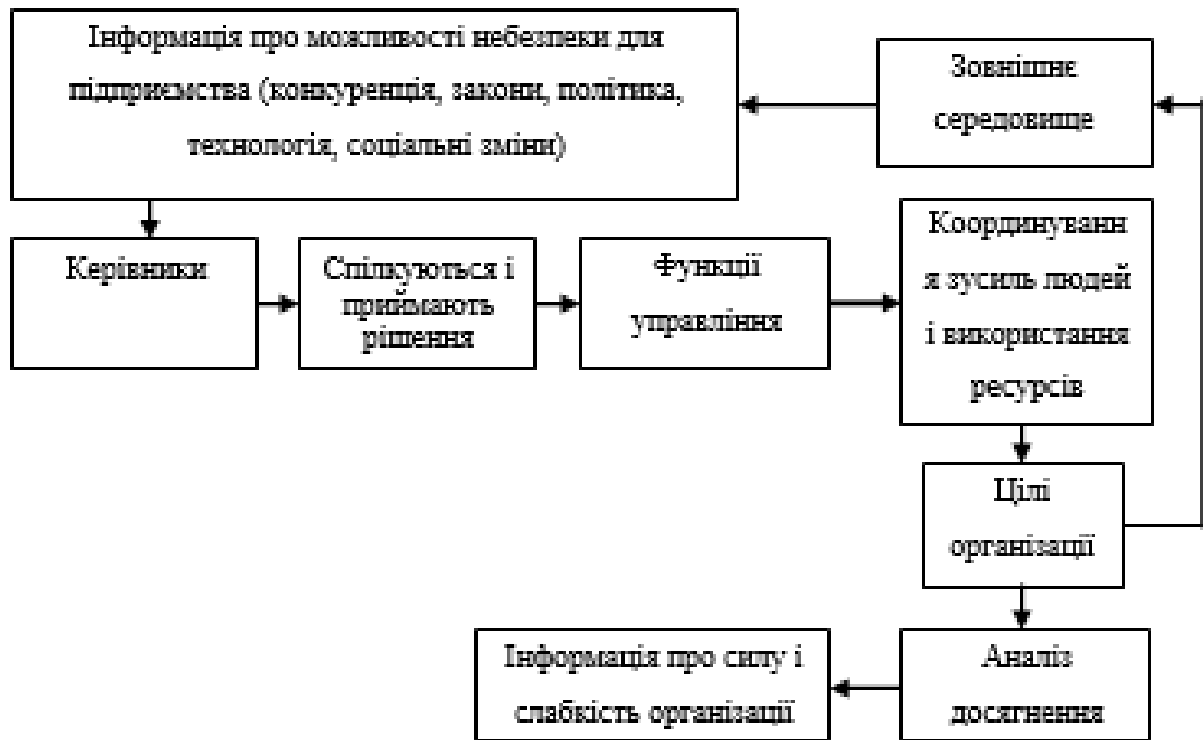 Інформація про можливості небезпеки для
підприємства (конкуренція, закони, політика,
технологія, соціальні зміни)
Зовнішнє
середовище
Керівники
Спілкуються і
приймають
рішення
Функції
управління
Координуванн
я зусиль людей
і використання
ресурсів
Цілі
організації
Інформація про силу і
слабкість організації
Аналіз
досягнення